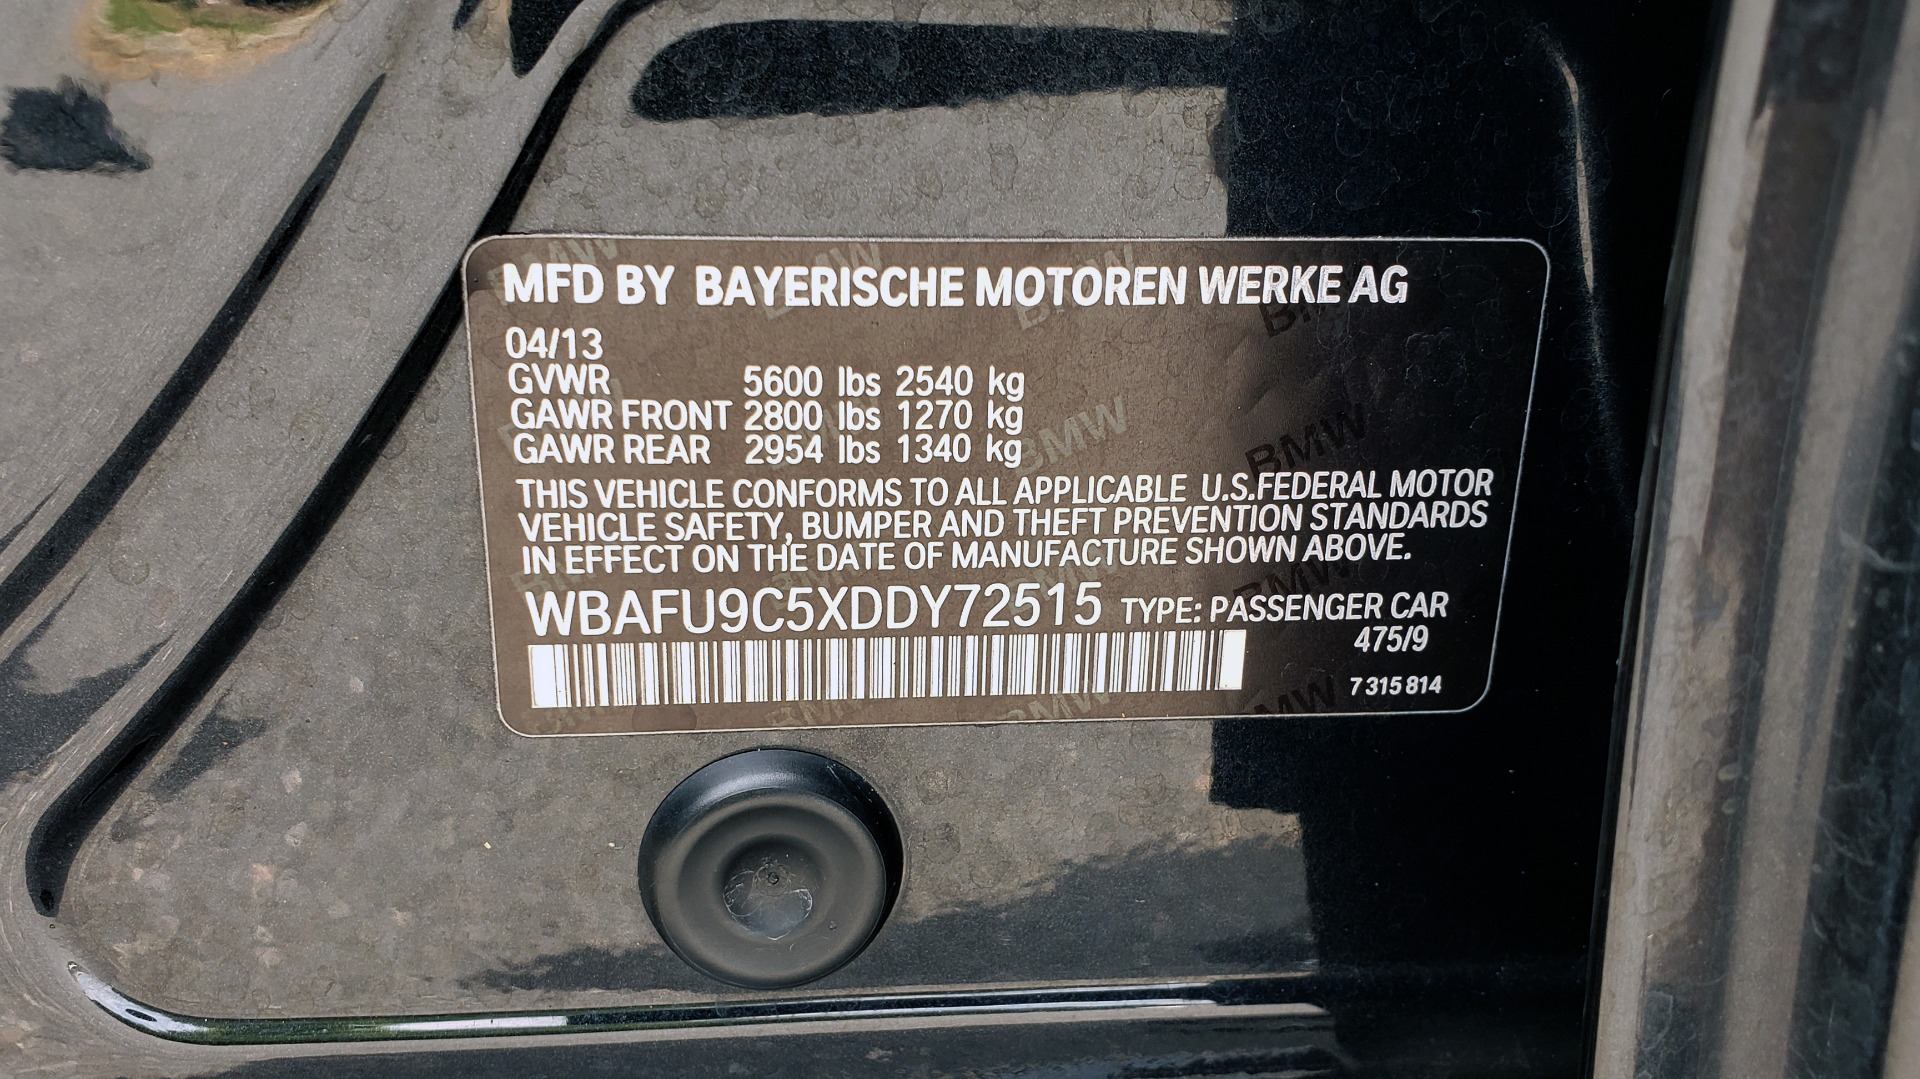 MFD BY BAYERISCHE MOTOREN WERKE AG
04/13
GVWR 5600 lbs 2540 kg
GAWR FRONT 2800 lbs 1270 kg
GAWR REAR 2954 lbs 1340 kg
THIS VEHICLE CONFORMS TO ALL APPLICABLE U.S.FEDERAL MOTOR
VEHICLE SAFETY, BUMPER AND THEFT PREVENTION STANDARDS
IN EFFECT ON THE DATE OF MANUFACTURE SHOWN ABOVE.
WBAFU9C5XDDY72515 TYPE: PASSENGER CAR
475/9
7 315 814